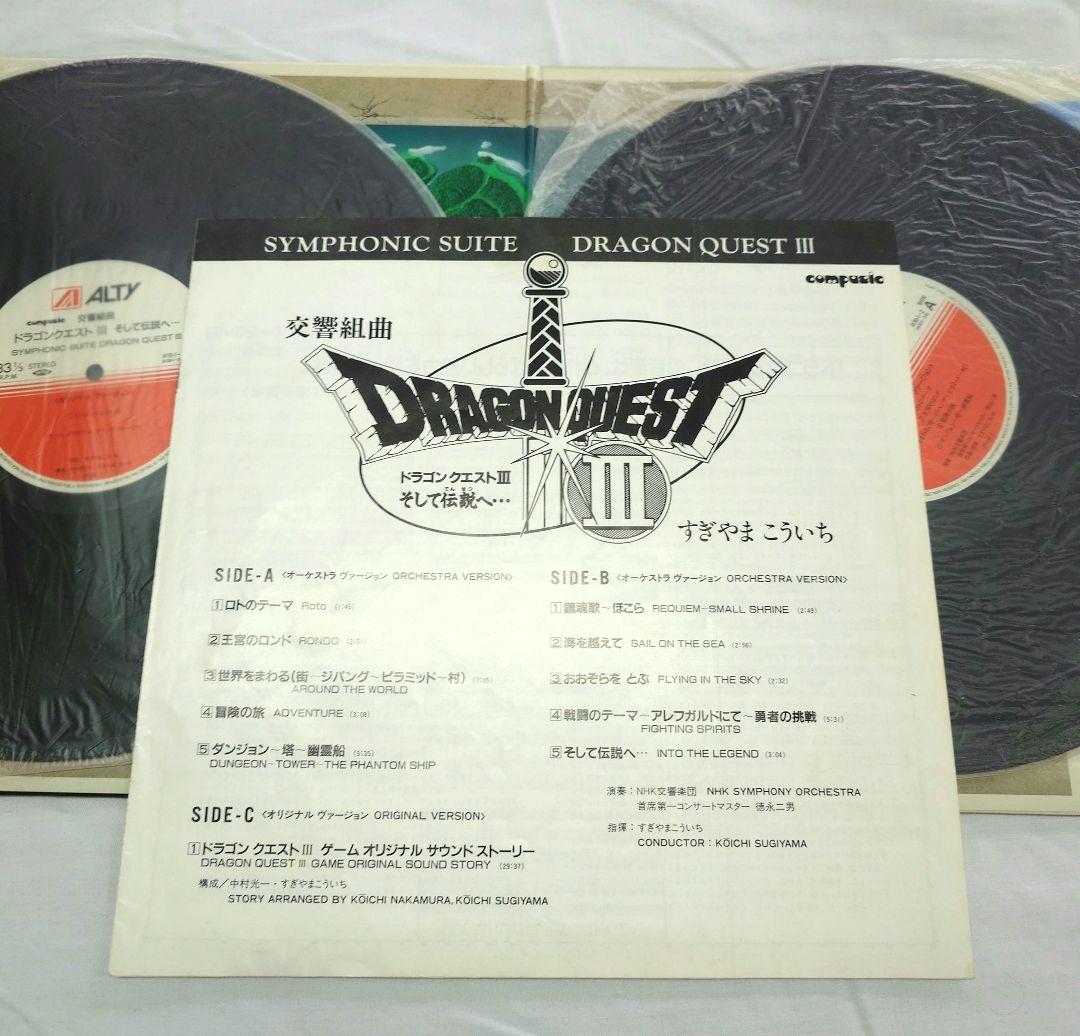 SYMPHONIC SUITE DRAGON QUEST III
compusic
交響組曲
DRAGON QUEST
III
ドラゴン クエストIII
でん せつ
そして伝説へ…
すぎやま こういち
SIDE-A 〈オーケストラ ヴァージョン ORCHESTRA VERSION〉
1 ロトのテーマ Roto (1:45)
2 王宮のロンド RONDO
3 世界をまわる(街〜ジパング〜ピラミッド〜村)
AROUND THE WORLD
4 冒険の旅 ADVENTURE (3:08)
5 ダンジョン〜塔〜幽霊船 (5:35)
DUNGEON〜TOWER〜THE PHANTOM SHIP
SIDE-B 〈オーケストラ ヴァージョン ORCHESTRA VERSION〉
1 鎮魂歌〜ほこら REQUIEM〜SMALL SHRINE (2:49)
2 海を越えて SAIL ON THE SEA (2:56)
3 おおぞらを とぶ FLYING IN THE SKY (2:32)
4 戦闘のテーマ〜アレフガルドにて〜勇者の挑戦 (5:31)
FIGHTING SPIRITS
5 そして伝説へ… INTO THE LEGEND (3:04)
演奏：NHK交響楽団 NHK SYMPHONY ORCHESTRA
首席第一コンサートマスター 徳永二男
指揮：すぎやまこういち
CONDUCTOR : KŌICHI SUGIYAMA
SIDE-C 〈オリジナル ヴァージョン ORIGINAL VERSION〉
1 ドラゴン クエストIII ゲーム オリジナル サウンド ストーリー
DRAGON QUEST III GAME ORIGINAL SOUND STORY (29:37)
構成／中村光一・すぎやまこういち
STORY ARRANGED BY KŌICHI NAKAMURA, KŌICHI SUGIYAMA
ALTY
compusic 交響組曲
ドラゴンクエスト III そして伝説へ…
SYMPHONIC SUITE DRAGON QUEST III
33⅓ STEREO
R.P.M.
A